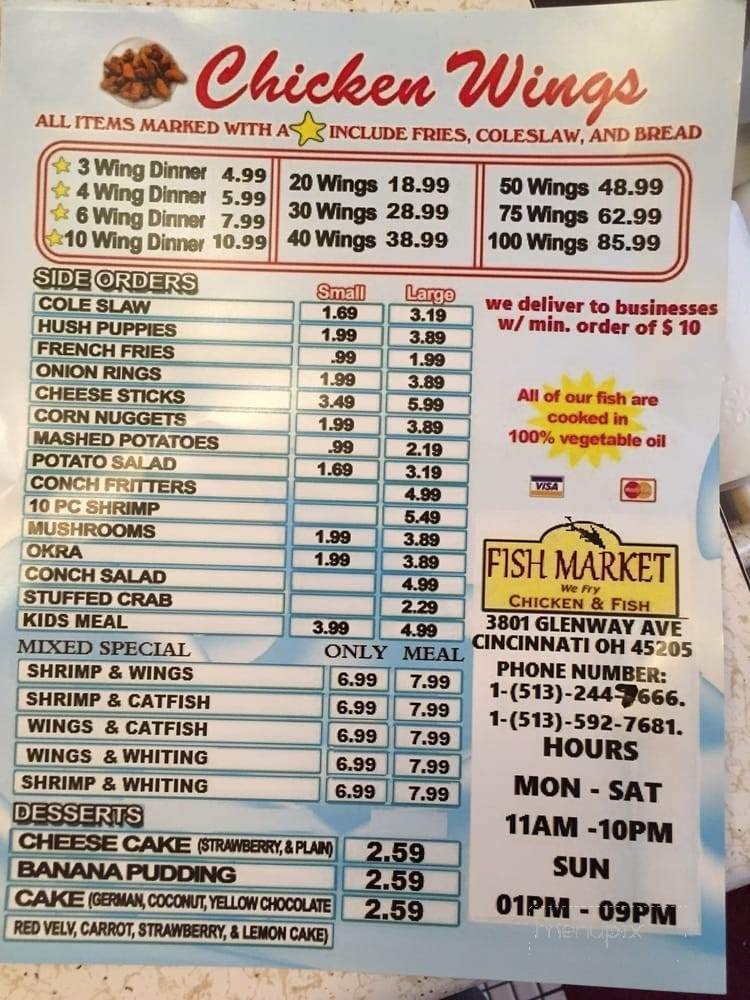 Chicken Wings
ALL ITEMS MARKED WITH A INCLUDE FRIES, COLESLAW, AND BREAD
3 Wing Dinner 4.99
4 Wing Dinner 5.99
6 Wing Dinner 7.99
10 Wing Dinner 10.99
20 Wings 18.99
30 Wings 28.99
40 Wings 38.99
50 Wings 48.99
75 Wings 62.99
100 Wings 85.99
SIDE ORDERS Small Large
COLE SLAW 1.69 3.19
HUSH PUPPIES 1.99 3.89
FRENCH FRIES .99 1.99
ONION RINGS 1.99 3.89
CHEESE STICKS 3.49 5.99
CORN NUGGETS 1.99 3.89
MASHED POTATOES .99 2.19
POTATO SALAD 1.69 3.19
CONCH FRITTERS 4.99
10 PC SHRIMP 5.49
MUSHROOMS 1.99 3.89
OKRA 1.99 3.89
CONCH SALAD 4.99
STUFFED CRAB 2.29
KIDS MEAL 3.99 4.99
MIXED SPECIAL ONLY MEAL
SHRIMP & WINGS 6.99 7.99
SHRIMP & CATFISH 6.99 7.99
WINGS & CATFISH 6.99 7.99
WINGS & WHITING 6.99 7.99
SHRIMP & WHITING 6.99 7.99
DESSERTS
CHEESE CAKE (STRAWBERRY, & PLAIN) 2.59
BANANA PUDDING 2.59
CAKE (GERMAN, COCONUT, YELLOW CHOCOLATE 2.59
RED VELV, CARROT, STRAWBERRY, & LEMON CAKE)
we deliver to businesses
w/ min. order of $ 10
All of our fish are
cooked in
100% vegetable oil
VISA
FISH MARKET
We Fry
CHICKEN & FISH
3801 GLENWAY AVE
CINCINNATI OH 45205
PHONE NUMBER:
1-(513)-244-7666.
1-(513)-592-7681.
HOURS
MON - SAT
11AM -10PM
SUN
01PM - 09PM
menupix